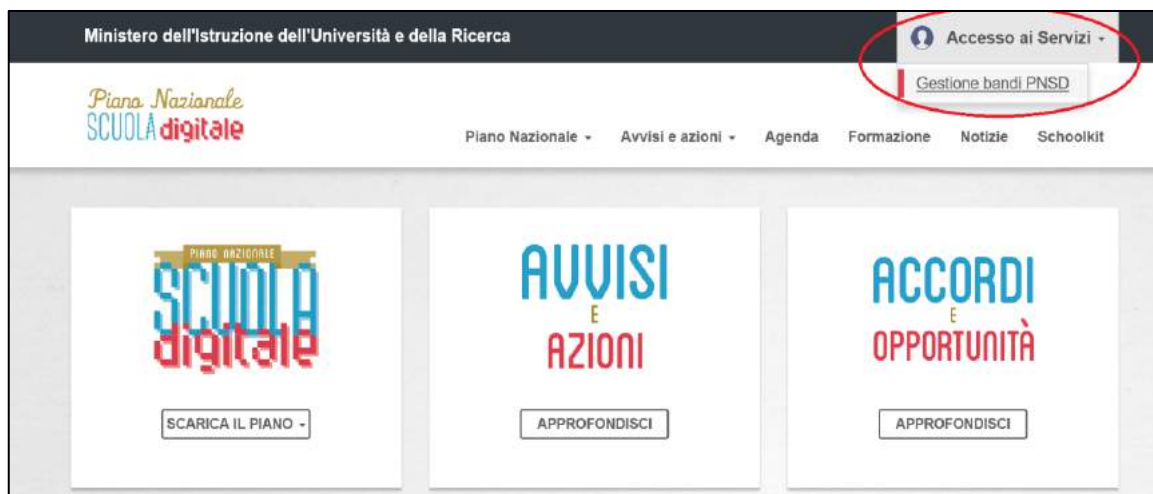 Ministero dell'Istruzione dell'Università e della Ricerca
Accesso ai Servizi
Gestione bandi PNSD
Piano Nazionale
SCUOLA digitale
Piano Nazionale
Avvisi e azioni
Agenda
Formazione
Notizie
Schoolkit
PIANO NAZIONALE
SCUOLA
digitale
SCARICA IL PIANO
AVVISI
E
AZIONI
APPROFONDISCI
ACCORDI
E
OPPORTUNITÀ
APPROFONDISCI